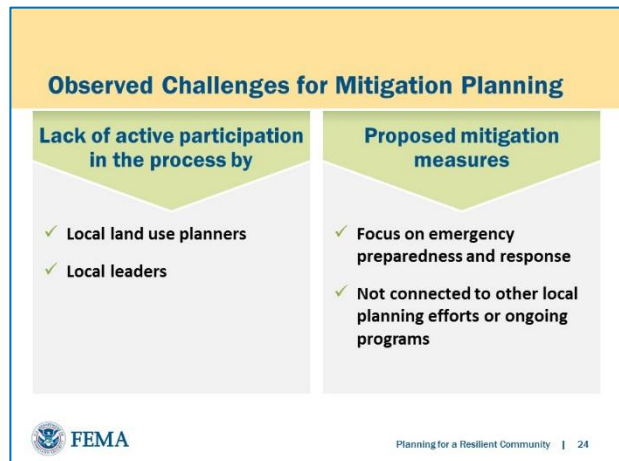 Observed Challenges for Mitigation Planning
Lack of active participation
in the process by
✓ Local land use planners
✓ Local leaders
Proposed mitigation
measures
✓ Focus on emergency
preparedness and response
✓ Not connected to other local
planning efforts or ongoing
programs
FEMA
Planning for a Resilient Community | 24